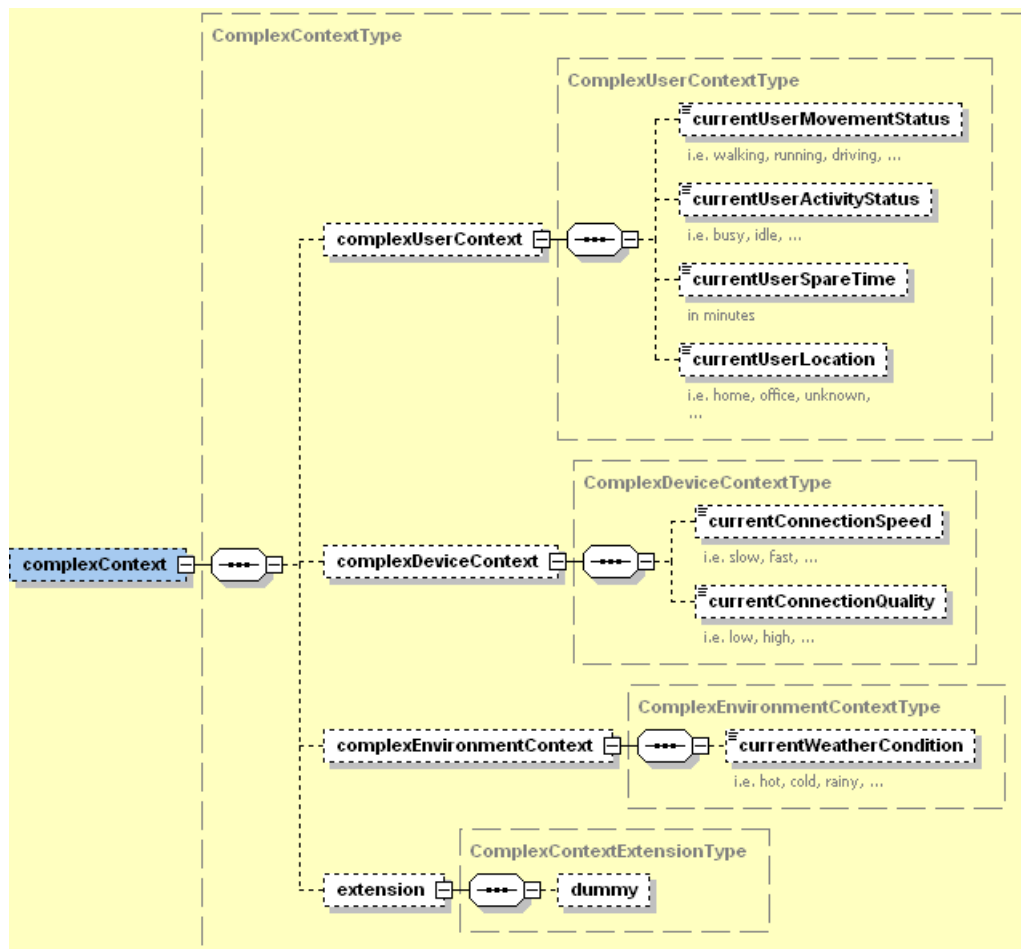 ComplexContextType
ComplexUserContextType
currentUserMovementStatus
i.e. walking, running, driving, ...
currentUserActivityStatus
i.e. busy, idle, ...
complexUserContext
currentUserSpareTime
in minutes
currentUserLocation
i.e. home, office, unknown,
...
ComplexDeviceContextType
currentConnectionSpeed
i.e. slow, fast, ...
complexContext
complexDeviceContext
currentConnectionQuality
i.e. low, high, ...
ComplexEnvironmentContextType
complexEnvironmentContext
currentWeatherCondition
i.e. hot, cold, rainy, ...
ComplexContextExtensionType
extension
dummy